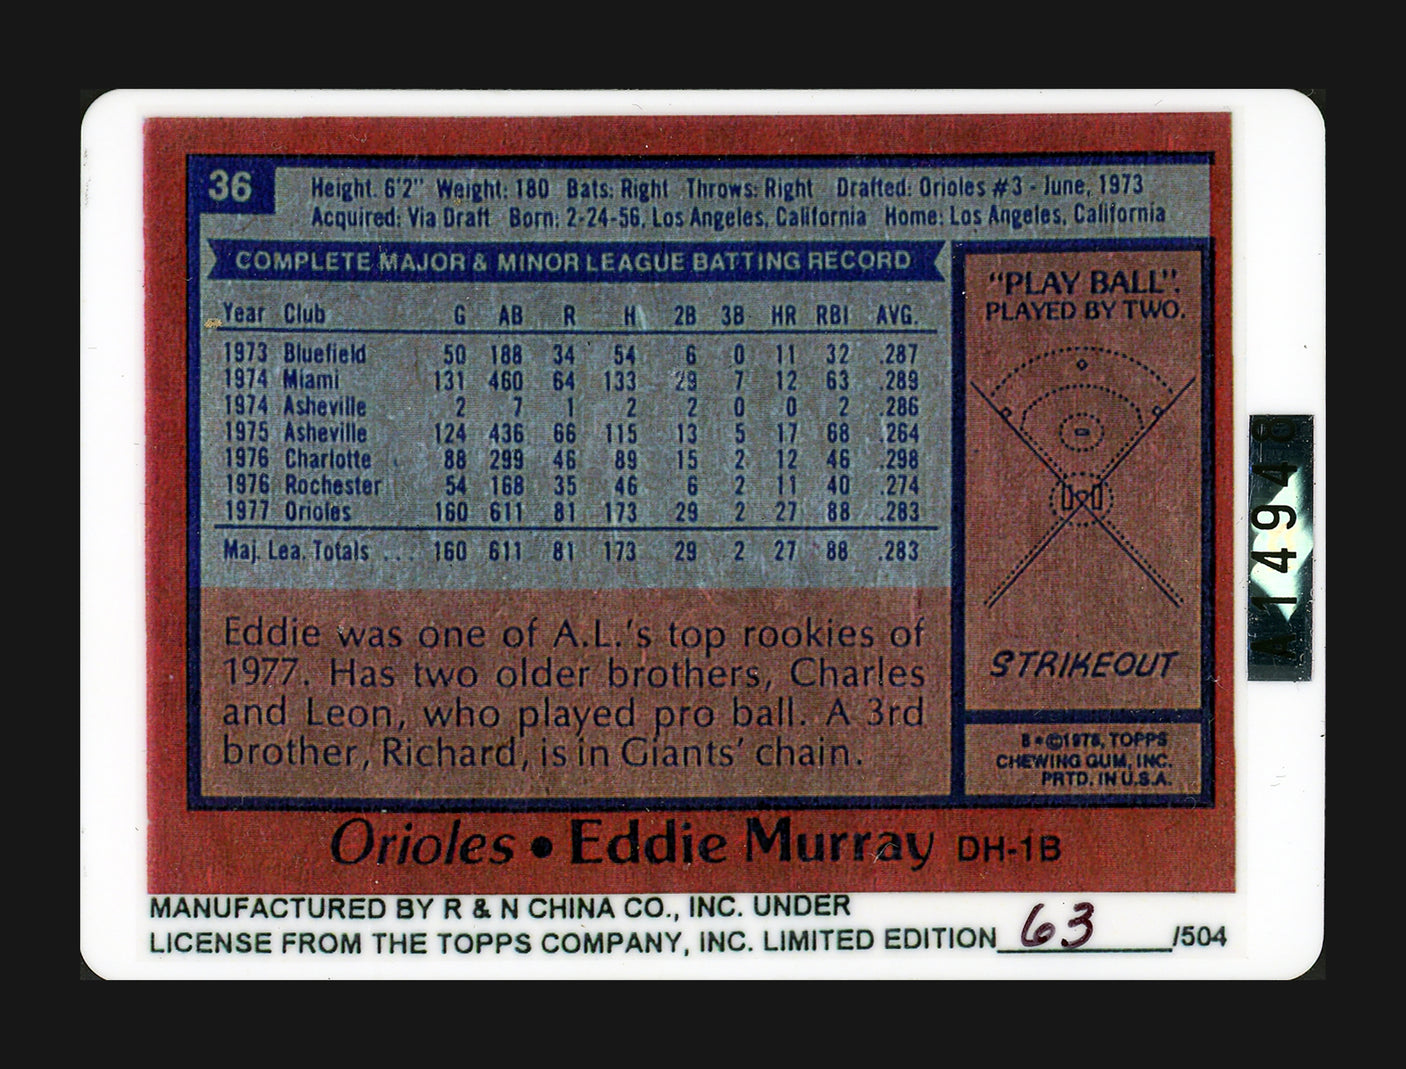 36
Height. 6'2" Weight: 180 Bats: Right Throws: Right Drafted: Orioles #3 - June, 1973
Acquired: Via Draft Born: 2-24-56, Los Angeles, California Home: Los Angeles, California
COMPLETE MAJOR & MINOR LEAGUE BATTING RECORD
Year Club G AB R H 2B 3B HR RBI AVG.
1973 Bluefield 50 188 34 54 6 0 11 32 .287
1974 Miami 131 460 64 133 29 7 12 63 .289
1974 Asheville 2 7 1 2 2 0 0 2 .286
1975 Asheville 124 436 66 115 13 5 17 68 .264
1976 Charlotte 88 299 46 89 15 2 12 46 .298
1976 Rochester 54 168 35 46 6 2 11 40 .274
1977 Orioles 160 611 81 173 29 2 27 88 .283
Maj. Lea. Totals ... 160 611 81 173 29 2 27 88 .283
Eddie was one of A.L.'s top rookies of
1977. Has two older brothers, Charles
and Leon, who played pro ball. A 3rd
brother, Richard, is in Giants' chain.
"PLAY BALL".
PLAYED BY TWO.
STRIKEOUT
B*©1978, TOPPS
CHEWING GUM, INC.
PRTD. IN U.S.A.
Orioles • Eddie Murray DH-1B
MANUFACTURED BY R & N CHINA CO., INC. UNDER
LICENSE FROM THE TOPPS COMPANY, INC. LIMITED EDITION 63 /504
A14948